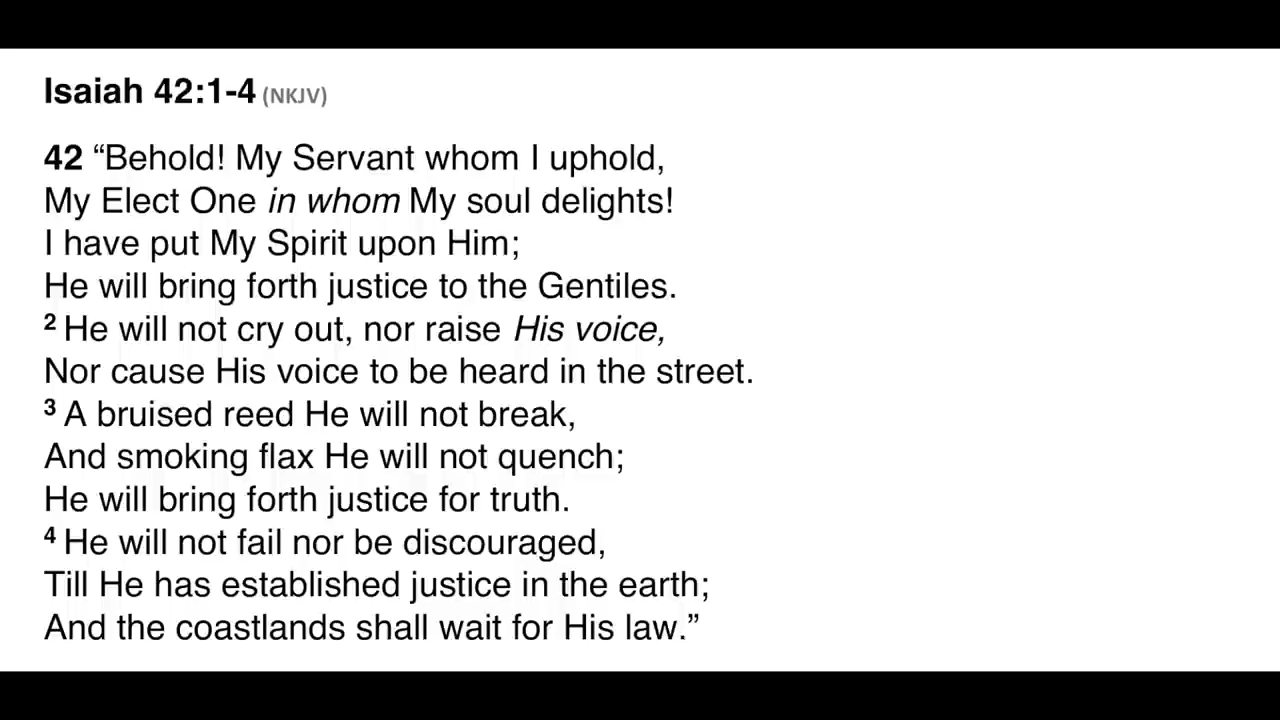 Isaiah 42:1-4 (NKJV)
42 “Behold! My Servant whom I uphold,
My Elect One in whom My soul delights!
I have put My Spirit upon Him;
He will bring forth justice to the Gentiles.
2 He will not cry out, nor raise His voice,
Nor cause His voice to be heard in the street.
3 A bruised reed He will not break,
And smoking flax He will not quench;
He will bring forth justice for truth.
4 He will not fail nor be discouraged,
Till He has established justice in the earth;
And the coastlands shall wait for His law.”